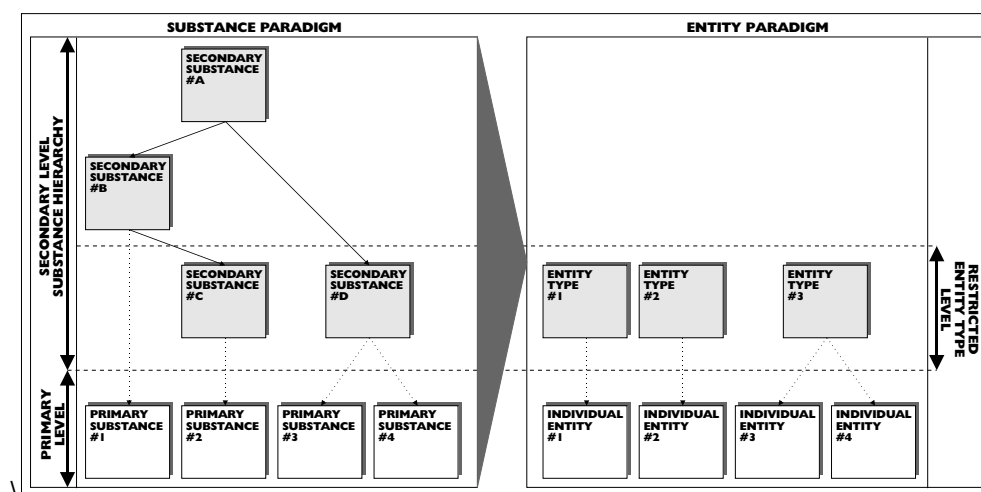 SUBSTANCE PARADIGM
ENTITY PARADIGM
SECONDARY LEVEL
SUBSTANCE HIERARCHY
SECONDARY
SUBSTANCE
#A
SECONDARY
SUBSTANCE
#B
SECONDARY
SUBSTANCE
#C
SECONDARY
SUBSTANCE
#D
ENTITY
TYPE
#1
ENTITY
TYPE
#2
ENTITY
TYPE
#3
RESTRICTED
ENTITY TYPE
LEVEL
PRIMARY
LEVEL
PRIMARY
SUBSTANCE
#1
PRIMARY
SUBSTANCE
#2
PRIMARY
SUBSTANCE
#3
PRIMARY
SUBSTANCE
#4
INDIVIDUAL
ENTITY
#1
INDIVIDUAL
ENTITY
#2
INDIVIDUAL
ENTITY
#3
INDIVIDUAL
ENTITY
#4
\